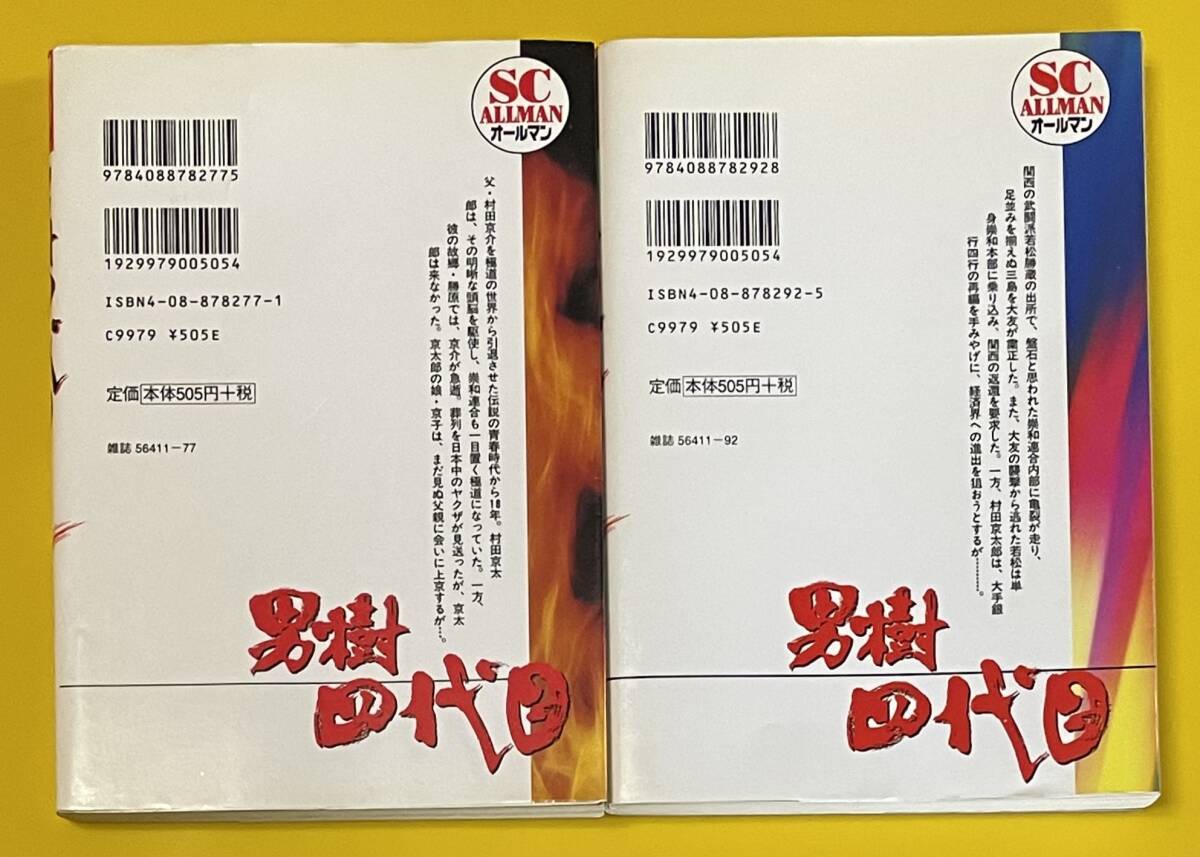 SC
ALLMAN
オールマン
9784088782775
1929979005054
ISBN4-08-878277-1
C9979 ¥505E
定価 本体505円+税
雑誌 56411-77
父・村田京介を極道の世界から引退させた伝説の青春時代から18年。村田京太
郎は、その明晰な頭脳を駆使し、崇和連合も一目置く極道になっていた。一方、
彼の故郷・勝原では、京介が急逝。葬列を日本中のヤクザが見送ったが、京太
郎は来なかった。京太郎の娘・京子は、まだ見ぬ父親に会いに上京するが…。
男樹
四代目
SC
ALLMAN
オールマン
9784088782928
1929979005054
ISBN4-08-878292-5
C9979 ¥505E
定価 本体505円+税
雑誌 56411-92
関西の武闘派若松勝蔵の出所で、盤石と思われた崇和連合内部に亀裂が走り、
足並みを揃えぬ三島を大友が粛正した。また、大友の襲撃から逃れた若松は単
身崇和本部に乗り込み、関西の返還を要求した。一方、村田京太郎は、大手銀
行四行の再編を手みやげに、経済界への進出を狙おうとするが………。
男樹
四代目